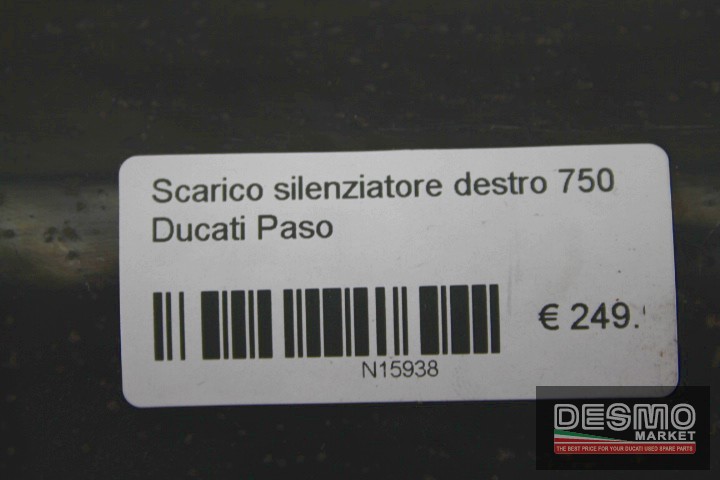 Scarico silenziatore destro 750
Ducati Paso
€ 249.
N15938
DESMO
MARKET
THE BEST PRICE FOR YOUR DUCATI USED SPARE PARTS